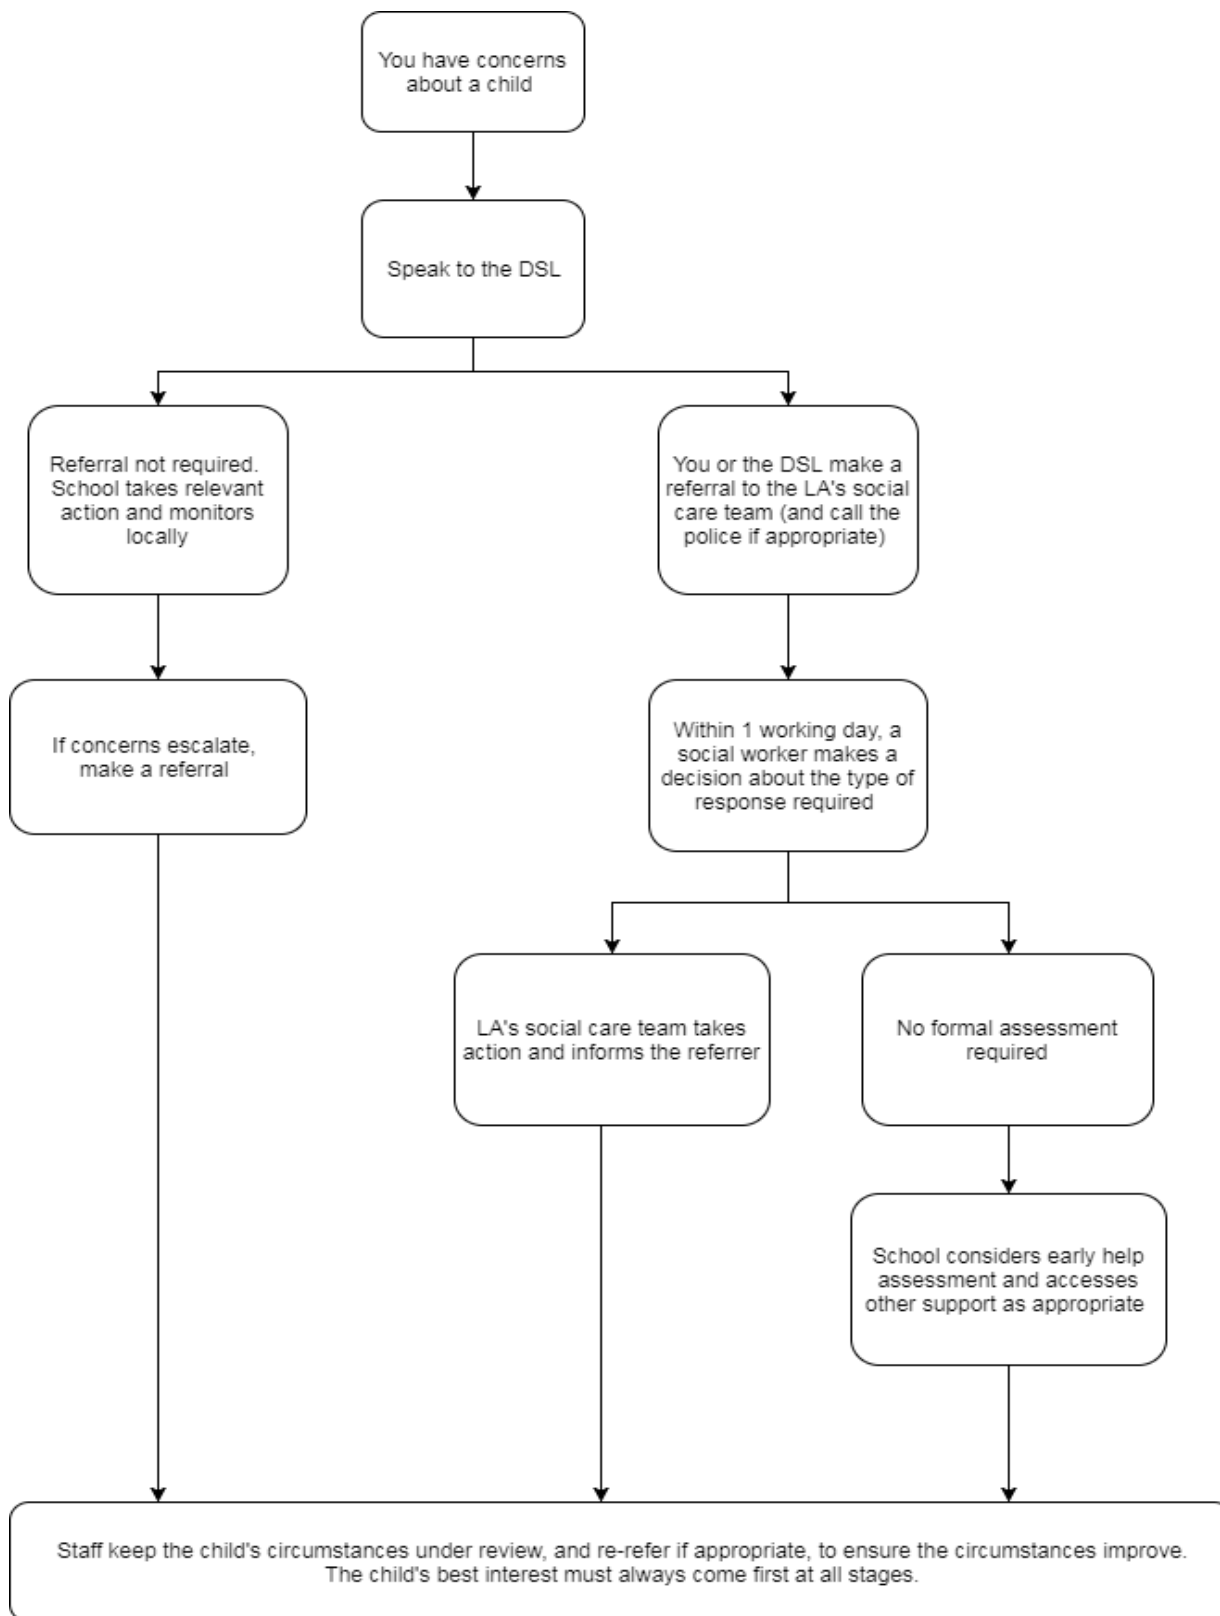 You have concerns
about a child
Speak to the DSL
Referral not required.
School takes relevant
action and monitors
locally
You or the DSL make a
referral to the LA's social
care team (and call the
police if appropriate)
If concerns escalate,
make a referral
Within 1 working day, a
social worker makes a
decision about the type of
response required
LA's social care team takes
action and informs the referrer
No formal assessment
required
School considers early help
assessment and accesses
other support as appropriate
Staff keep the child's circumstances under review, and re-refer if appropriate, to ensure the circumstances improve.
The child's best interest must always come first at all stages.